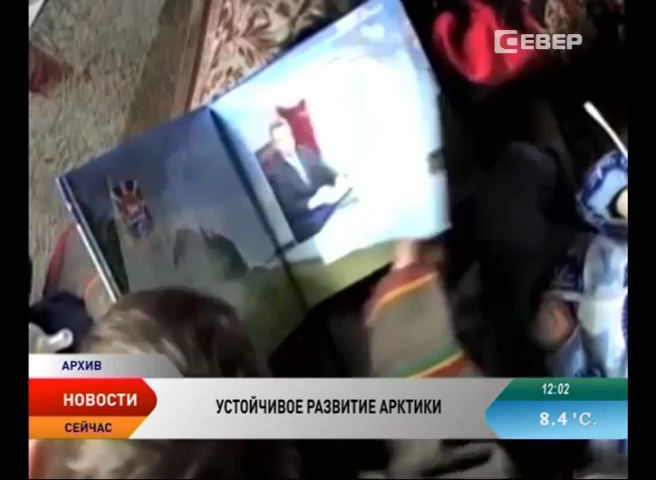 СЕВЕР
АРХИВ
НОВОСТИ
СЕЙЧАС
УСТОЙЧИВОЕ РАЗВИТИЕ АРКТИКИ
12:02
8.4 'С.